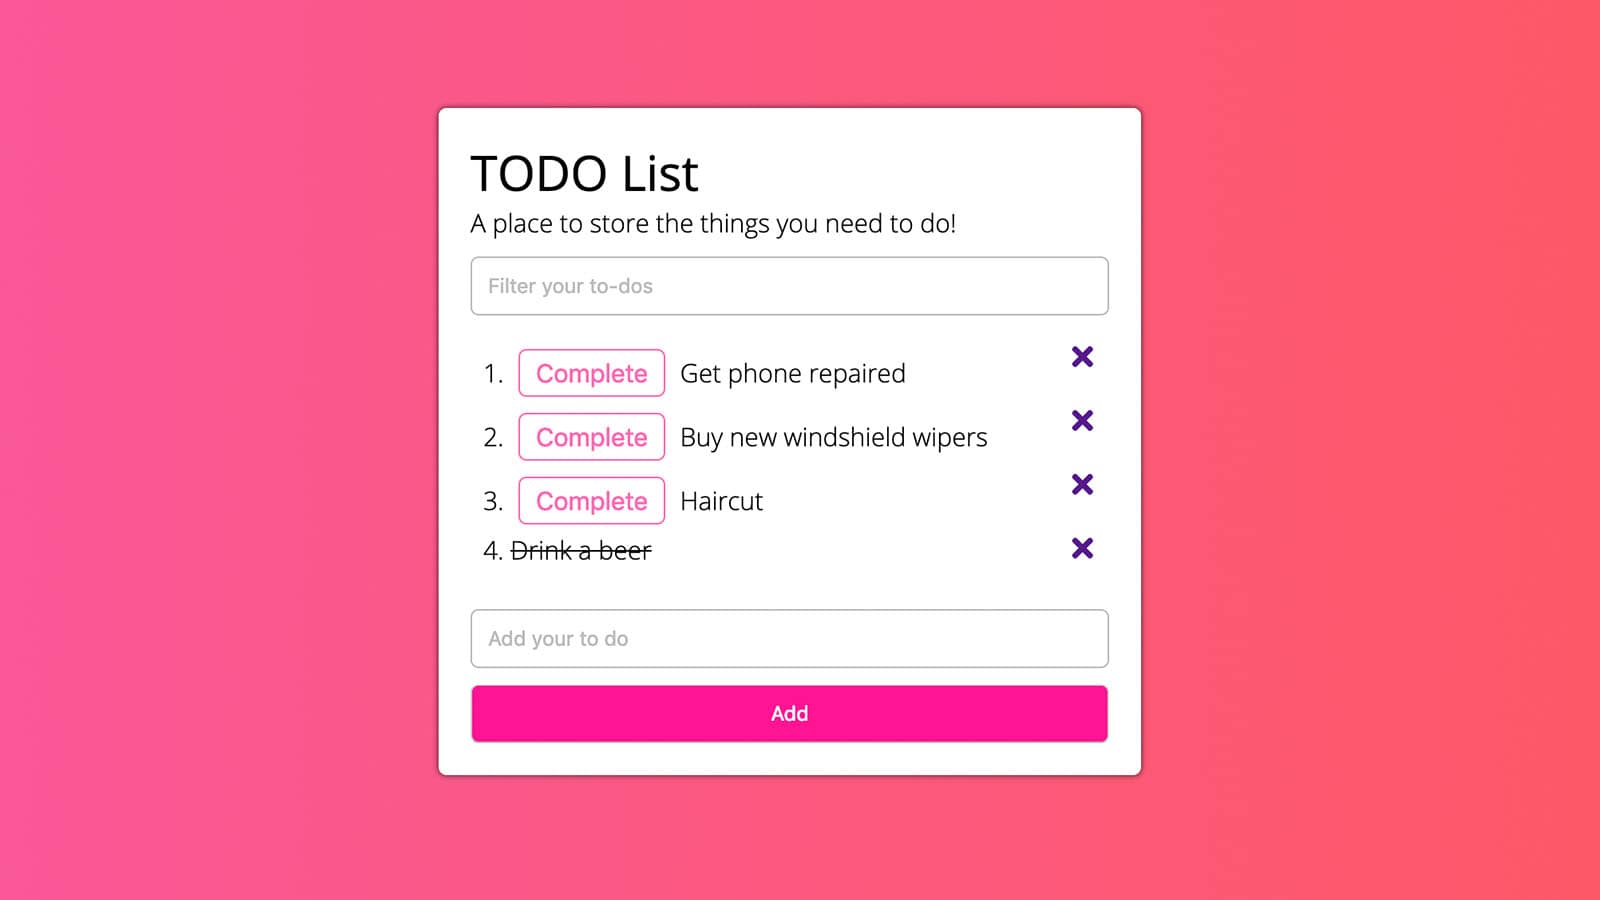 TODO List
A place to store the things you need to do!
Filter your to-dos
1. Complete Get phone repaired
2. Complete Buy new windshield wipers
3. Complete Haircut
4. Drink a beer
Add your to do
Add